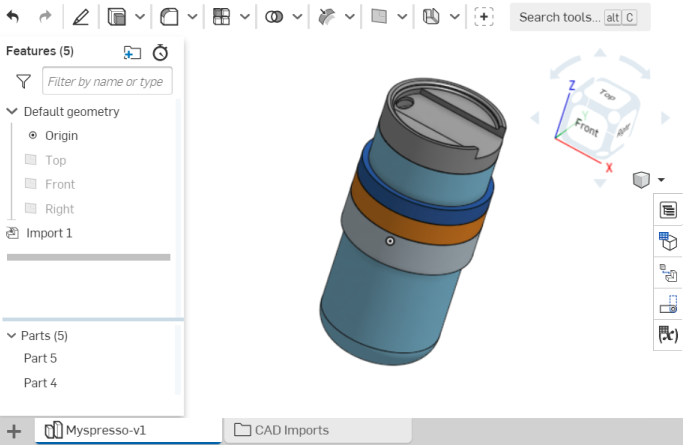 Search tools... alt C
Features (5)
Filter by name or type
Default geometry
Origin
Top
Front
Right
Import 1
Parts (5)
Part 5
Part 4
Z
Top
Y
Front
Right
X
(x)
Myspresso-v1
CAD Imports